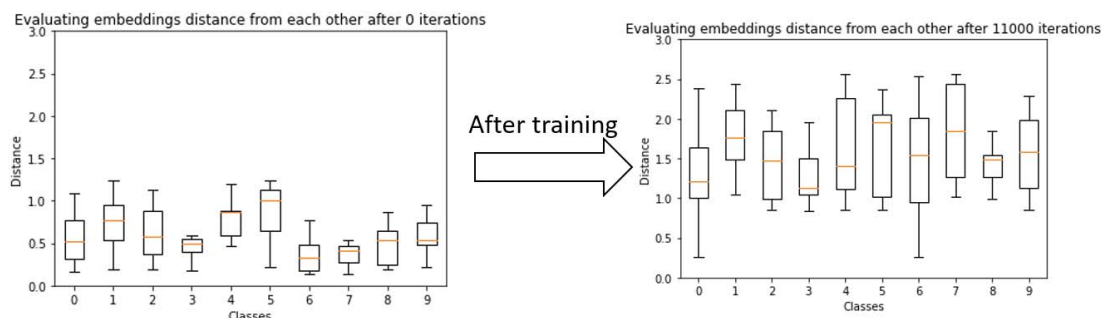 Evaluating embeddings distance from each other after 0 iterations
3.0
2.5
2.0
1.5
1.0
0.5
0.0
Distance
0 1 2 3 4 5 6 7 8 9
Classes
After training
Evaluating embeddings distance from each other after 11000 iterations
3.0
2.5
2.0
1.5
1.0
0.5
0.0
Distance
0 1 2 3 4 5 6 7 8 9
Classes